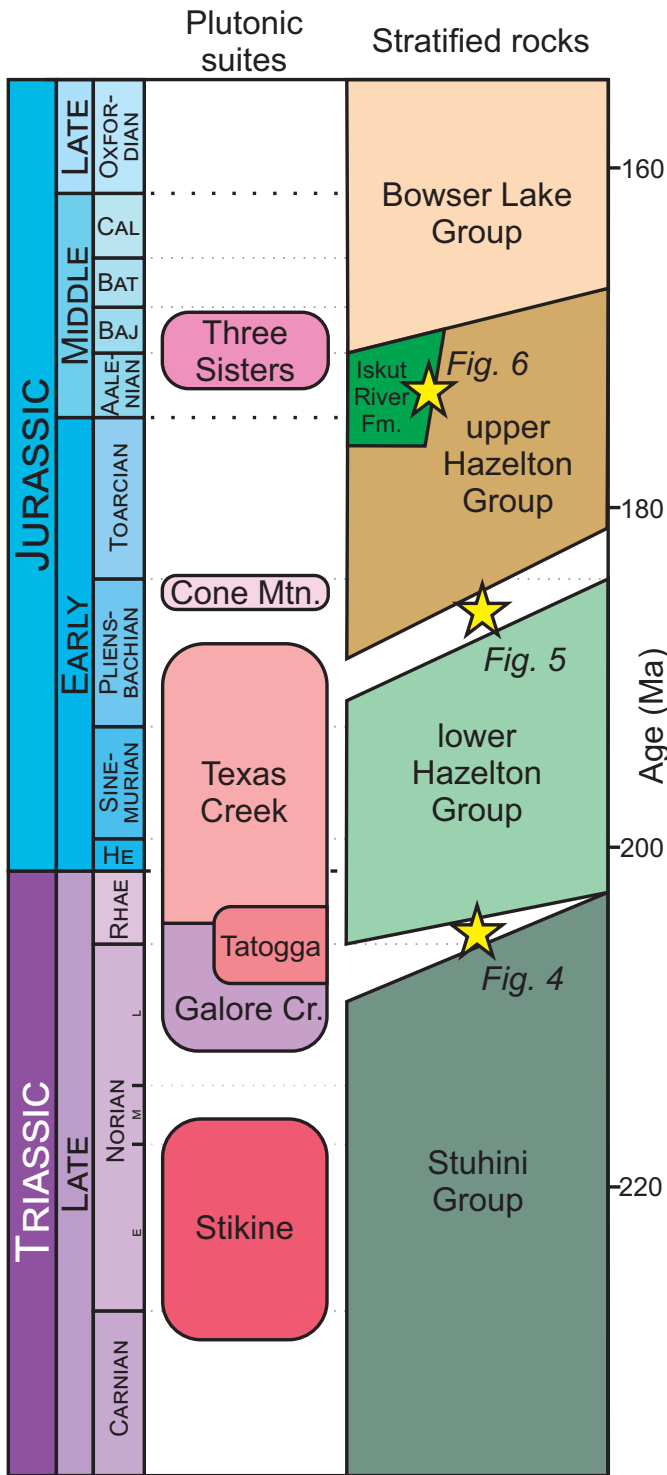 Plutonic
suites
Stratified rocks
JURASSIC
LATE
OXFOR-
DIAN
MIDDLE
CAL
BAT
BAJ
AALE-
NIAN
EARLY
TOARCIAN
PLIENS-
BACHIAN
SINE-
MURIAN
HE
TRIASSIC
LATE
RHAE
NORIAN
L
M
E
CARNIAN
Three
Sisters
Cone Mtn.
Texas
Creek
Tatogga
Galore Cr.
Stikine
Bowser Lake
Group
Iskut
River
Fm.
Fig. 6
upper
Hazelton
Group
Fig. 5
lower
Hazelton
Group
Fig. 4
Stuhini
Group
160
180
200
220
Age (Ma)